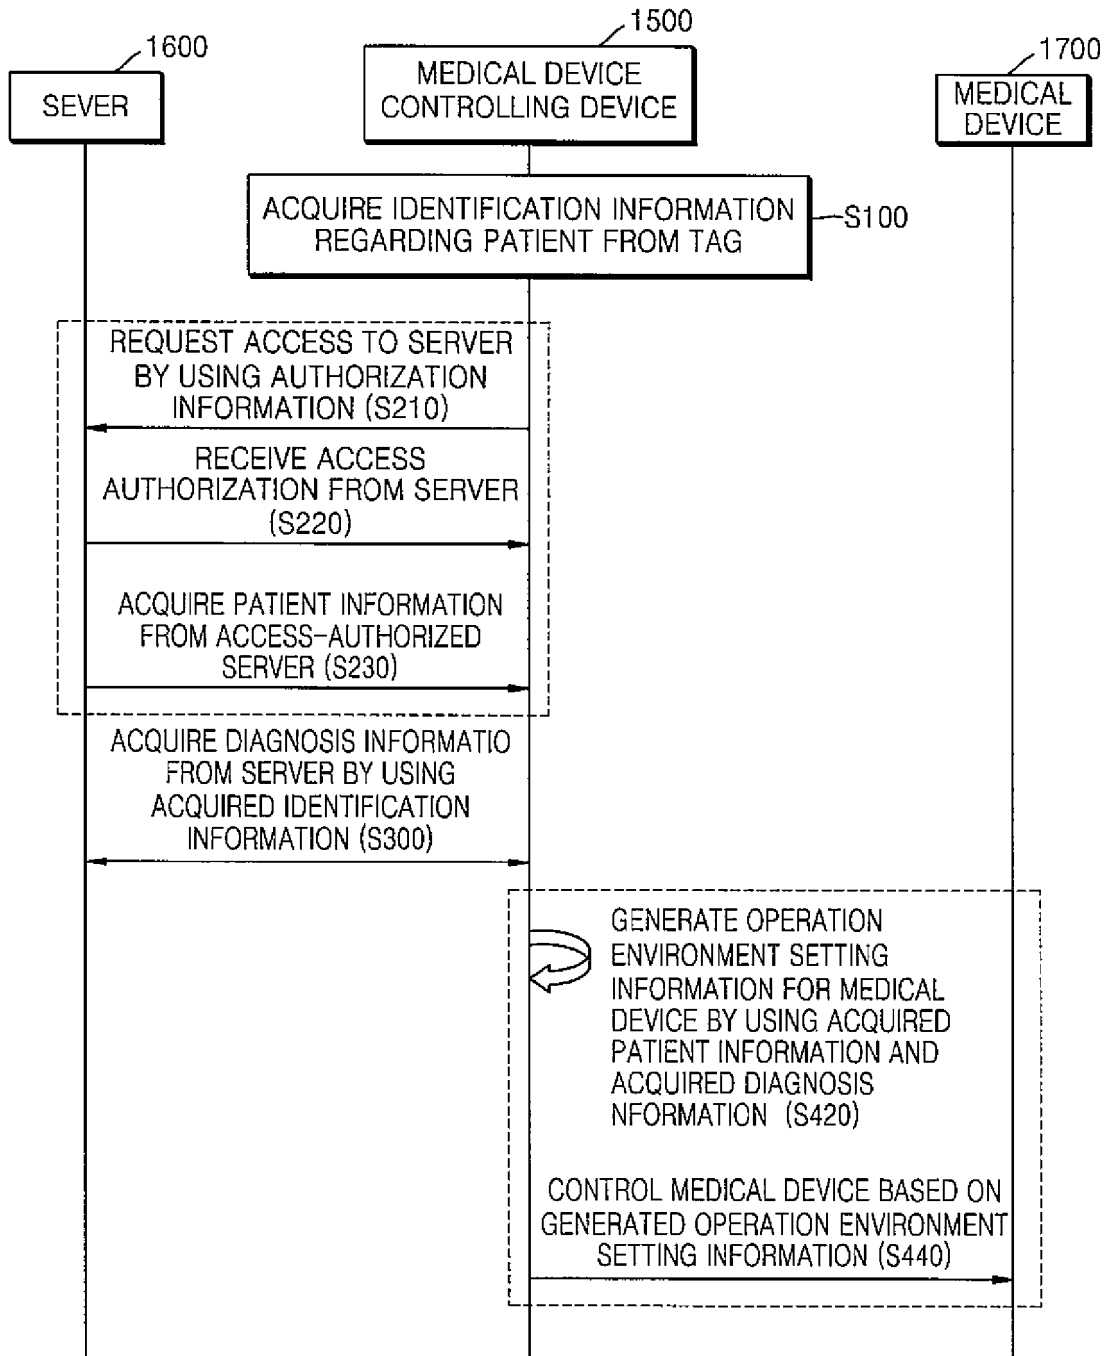 1600
1500
1700
SEVER
MEDICAL DEVICE
CONTROLLING DEVICE
MEDICAL
DEVICE
ACQUIRE IDENTIFICATION INFORMATION
REGARDING PATIENT FROM TAG
S100
REQUEST ACCESS TO SERVER
BY USING AUTHORIZATION
INFORMATION (S210)
RECEIVE ACCESS
AUTHORIZATION FROM SERVER
(S220)
ACQUIRE PATIENT INFORMATION
FROM ACCESS-AUTHORIZED
SERVER (S230)
ACQUIRE DIAGNOSIS INFORMATIO
FROM SERVER BY USING
ACQUIRED IDENTIFICATION
INFORMATION (S300)
GENERATE OPERATION
ENVIRONMENT SETTING
INFORMATION FOR MEDICAL
DEVICE BY USING ACQUIRED
PATIENT INFORMATION AND
ACQUIRED DIAGNOSIS
NFORMATION (S420)
CONTROL MEDICAL DEVICE BASED ON
GENERATED OPERATION ENVIRONMENT
SETTING INFORMATION (S440)